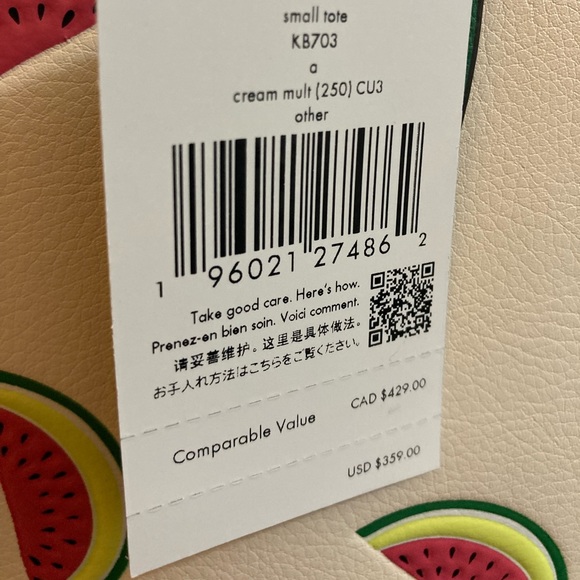 small tote
KB703
a
cream mult (250) CU3
other
1 96021 27486 2
Take good care. Here's how.
Prenez-en bien soin. Voici comment.
请妥善维护。这里是具体做法。
お手入れ方法はこちらをご覧ください。
CAD $429.00
Comparable Value
USD $359.00